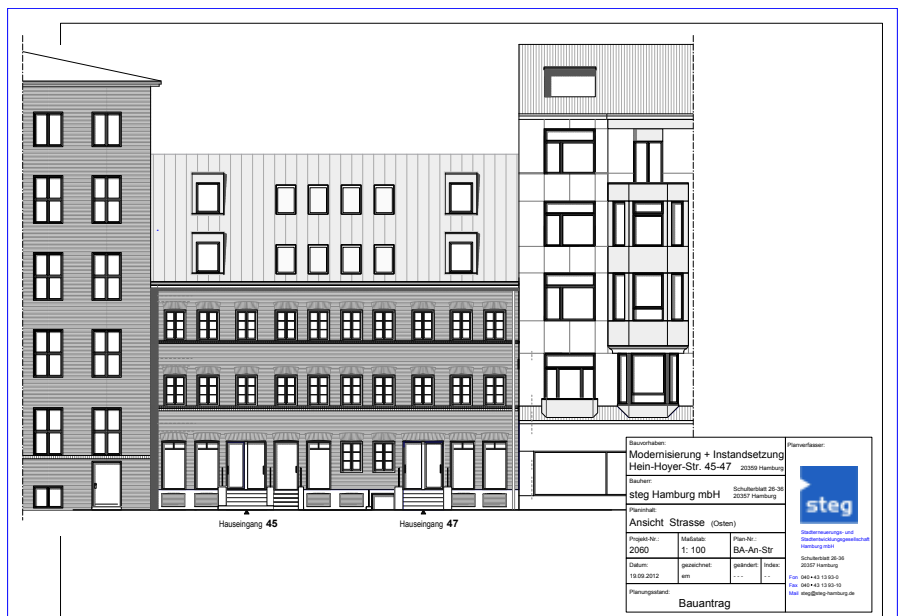 Hauseingang 45
Hauseingang 47
Bauvorhaben:
Modernisierung + Instandsetzung
Hein-Hoyer-Str. 45-47 20359 Hamburg
Bauherr:
steg Hamburg mbH
Schulterblatt 26-36
20357 Hamburg
Planinhalt:
Ansicht Strasse (Osten)
Projekt-Nr.: Maßstab: Plan-Nr.:
2060 1: 100 BA-An-Str
Datum: gezeichnet: geändert: Index:
19.09.2012 em - - - - -
Planungsstand:
Bauantrag
Planverfasser:
steg
Stadterneuerungs- und
Stadtentwicklungsgesellschaft
Hamburg mbH
Schulterblatt 26-36
20357 Hamburg
Fon 040•43 13 93-0
Fax 040•43 13 93-10
Mail steg@steg-hamburg.de